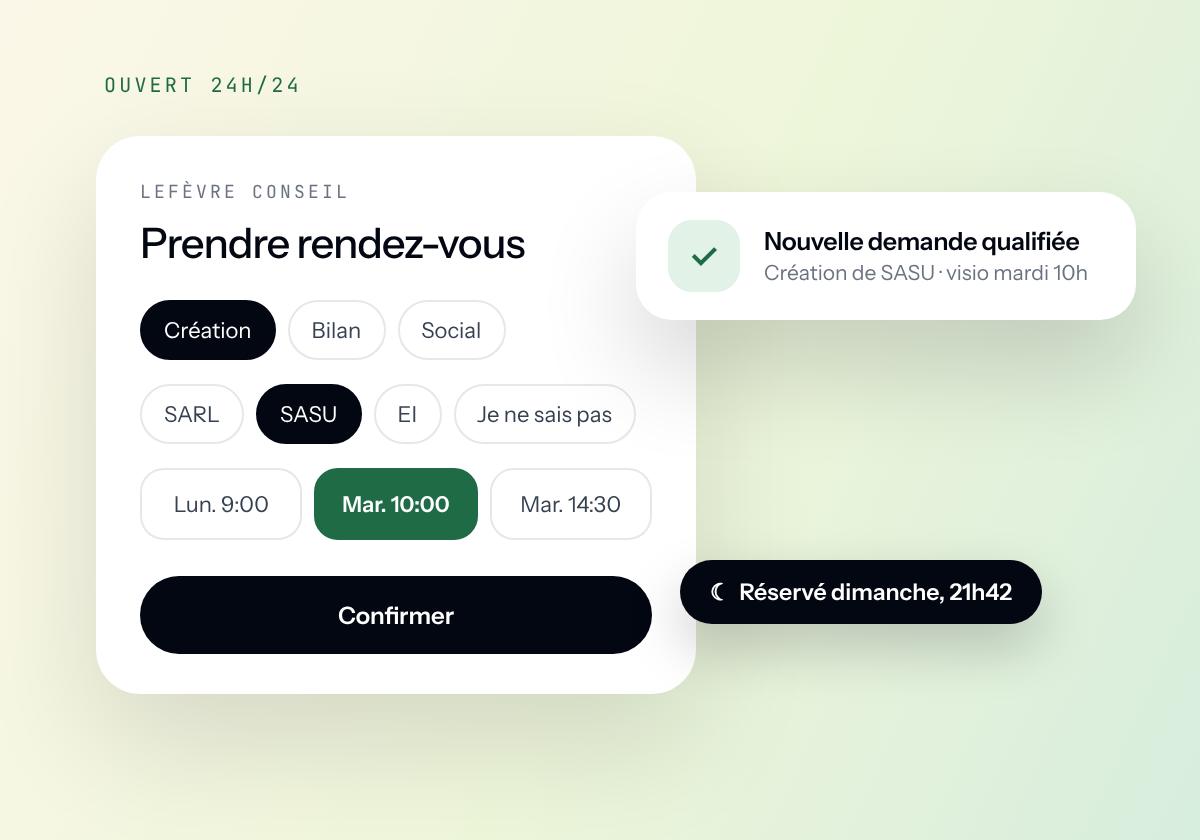 OUVERT 24H/24
LEFÈVRE CONSEIL
Prendre rendez-vous
Nouvelle demande qualifiée
Création de SASU · visio mardi 10h
Création Bilan Social
SARL SASU EI Je ne sais pas
Lun. 9:00 Mar. 10:00 Mar. 14:30
Réservé dimanche, 21h42
Confirmer